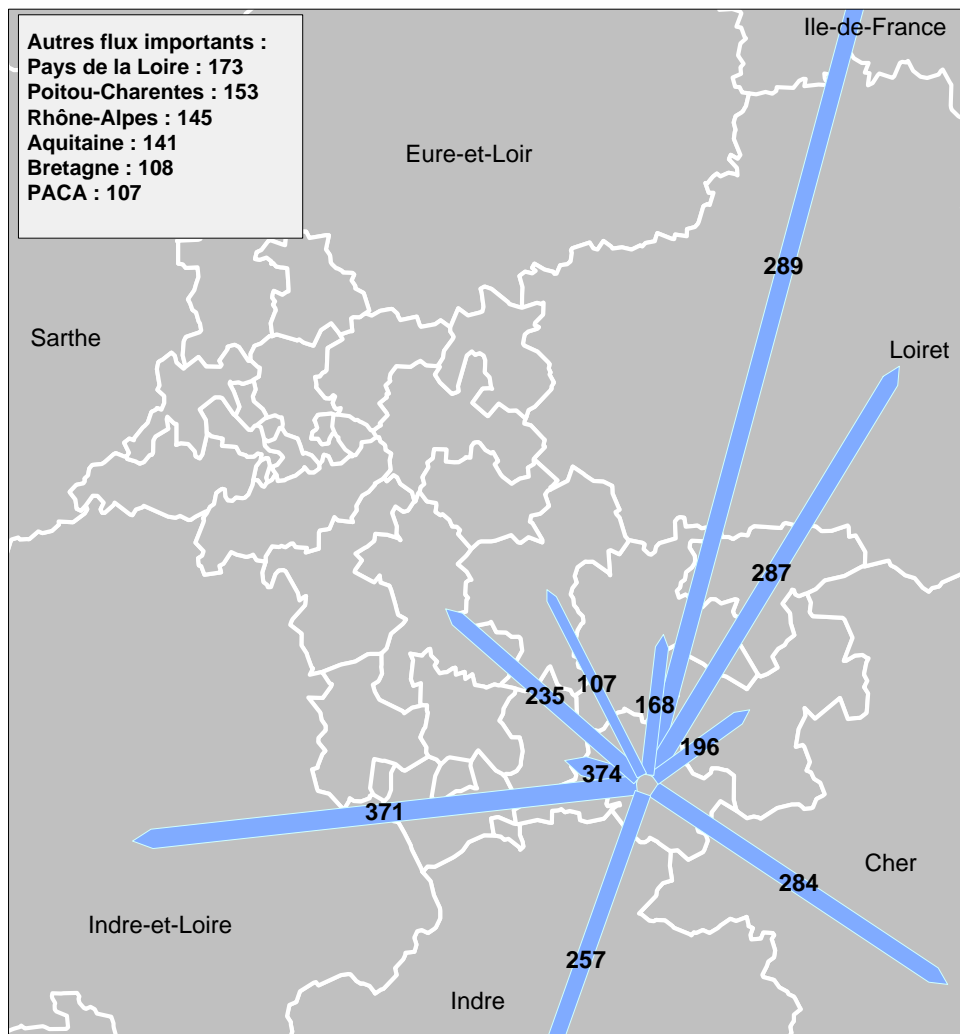 Autres flux importants :
Pays de la Loire : 173
Poitou-Charentes : 153
Rhône-Alpes : 145
Aquitaine : 141
Bretagne : 108
PACA : 107
Ile-de-France
Eure-et-Loir
289
Sarthe
Loiret
287
107
235
168
196
374
371
Cher
284
Indre-et-Loire
257
Indre